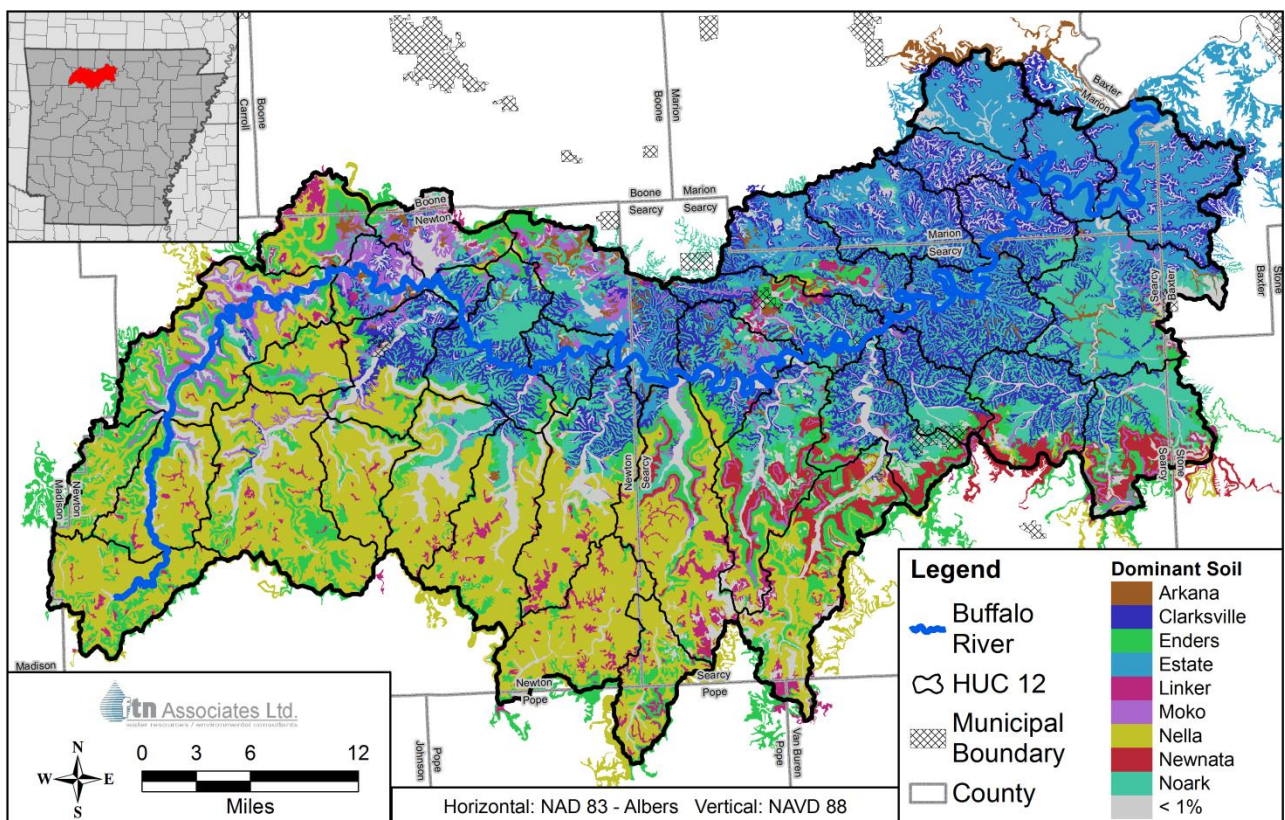 Boone
Carroll
Boone
Marion
Baxter
Marion
Boone
Newton
Boone
Searcy
Marion
Searcy
Marion
Searcy
Searcy
Baxter
Stone
Baxter
Newton
Searcy
Madison
Newton
Stone
Searcy
Madison
Newton
Pope
Searcy
Pope
Johnson
Pope
Pope
Van Buren
ftn Associates Ltd.
water resources / environmental consultants
N
W E
S
0 3 6 12
Miles
Horizontal: NAD 83 - Albers Vertical: NAVD 88
Legend
Buffalo
River
HUC 12
Municipal
Boundary
County
Dominant Soil
Arkana
Clarksville
Enders
Estate
Linker
Moko
Nella
Newnata
Noark
< 1%